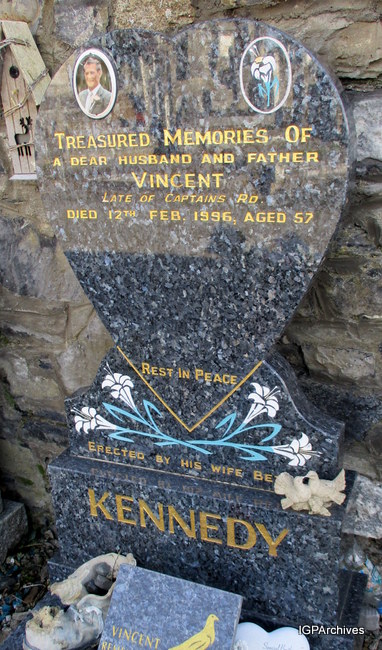 Treasured Memories Of
A DEAR HUSBAND AND FATHER
VINCENT
LATE OF CAPTAINS RD.
DIED 12TH. FEB. 1996, AGED 57
REST IN PEACE
ERECTED BY HIS WIFE
KENNEDY
VINCENT
IGPArchives